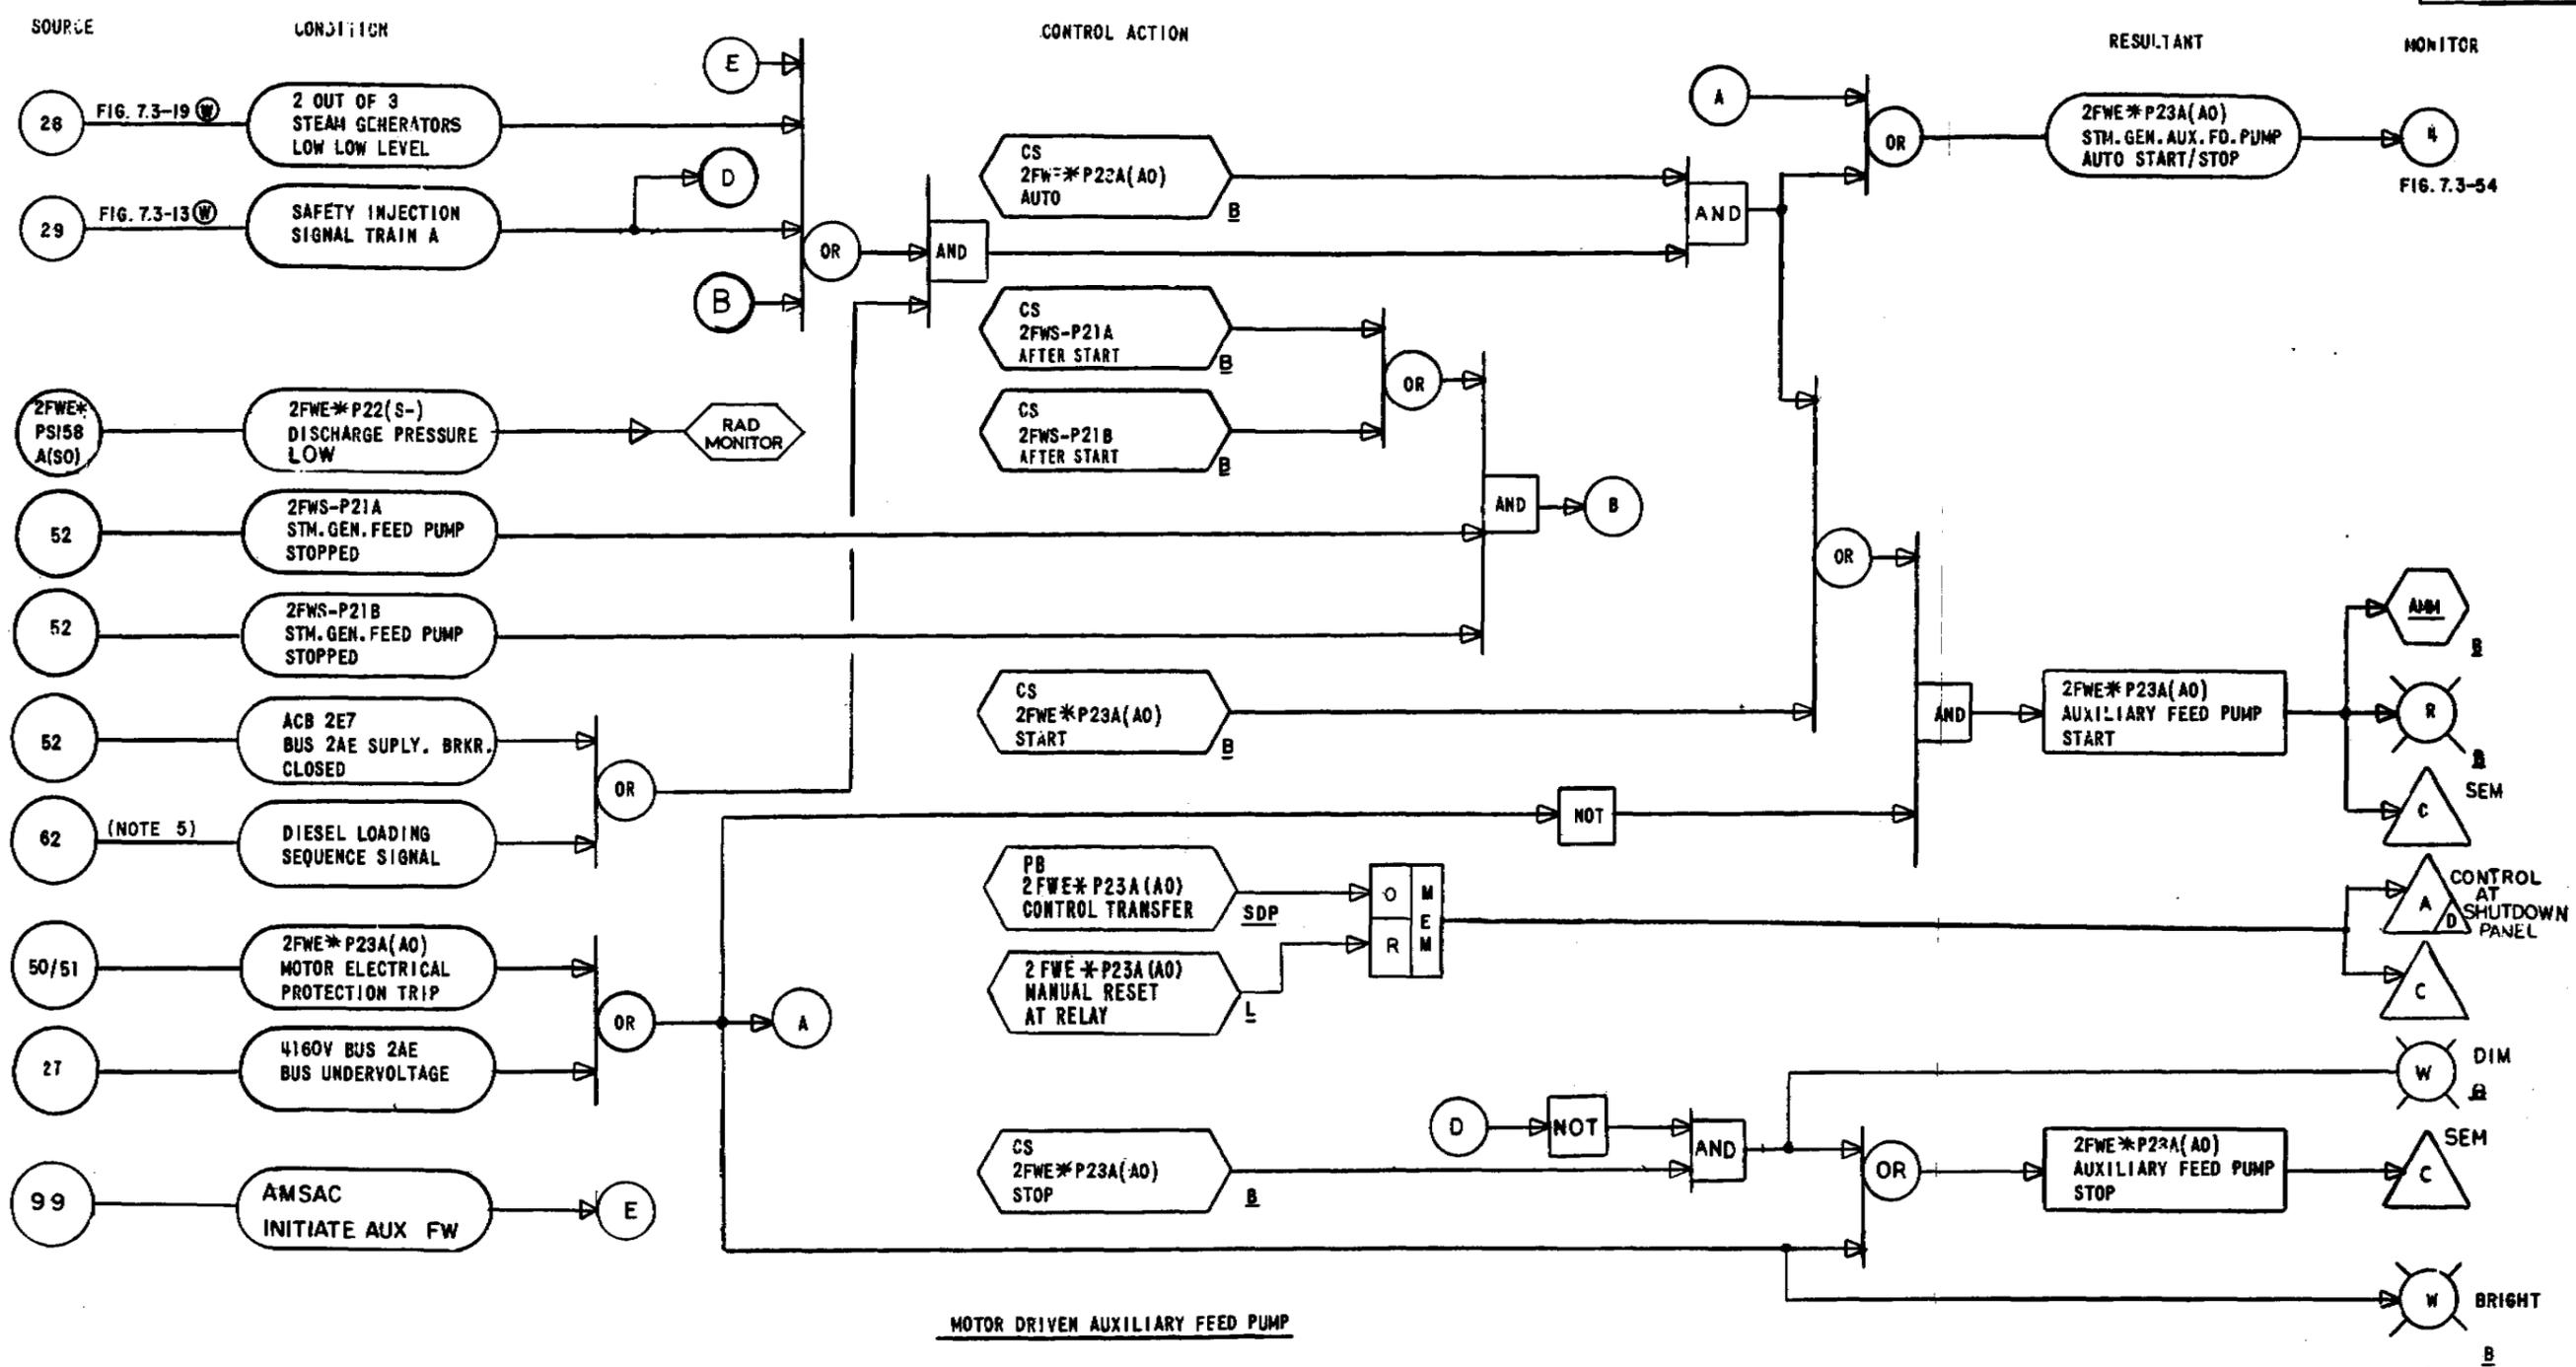 SOURCE
CONDITION
CONTROL ACTION
RESULTANT
MONITOR
E
28
FIG. 7.3-19 W
2 OUT OF 3
STEAM GENERATORS
LOW LOW LEVEL
D
29
FIG. 7.3-13 W
SAFETY INJECTION
SIGNAL TRAIN A
B
OR
AND
CS
2FWE*P23A(AO)
AUTO
B
AND
A
OR
2FWE*P23A(AO)
STM.GEN.AUX.FD.PUMP
AUTO START/STOP
4
FIG. 7.3-54
CS
2FWS-P21A
AFTER START
B
CS
2FWS-P21B
AFTER START
B
OR
AND
B
2FWE*
PS158
A(SO)
2FWE*P22(S-)
DISCHARGE PRESSURE
LOW
RAD
MONITOR
52
2FWS-P21A
STM.GEN.FEED PUMP
STOPPED
52
2FWS-P21B
STM.GEN.FEED PUMP
STOPPED
52
ACB 2E7
BUS 2AE SUPLY. BRKR.
CLOSED
62
(NOTE 5)
DIESEL LOADING
SEQUENCE SIGNAL
OR
CS
2FWE*P23A(AO)
START
B
OR
NOT
AND
2FWE*P23A(AO)
AUXILIARY FEED PUMP
START
AMM
B
R
B
C
SEM
50/51
2FWE*P23A(AO)
MOTOR ELECTRICAL
PROTECTION TRIP
27
4160V BUS 2AE
BUS UNDERVOLTAGE
OR
A
PB
2FWE*P23A(AO)
CONTROL TRANSFER
SDP
2FWE*P23A(AO)
MANUAL RESET
AT RELAY
L
O
R
M
E
M
A
D
CONTROL
AT
SHUTDOWN
PANEL
C
W
DIM
B
99
AMSAC
INITIATE AUX FW
E
D
NOT
CS
2FWE*P23A(AO)
STOP
B
AND
OR
2FWE*P23A(AO)
AUXILIARY FEED PUMP
STOP
C
SEM
W
BRIGHT
B
MOTOR DRIVEN AUXILIARY FEED PUMP